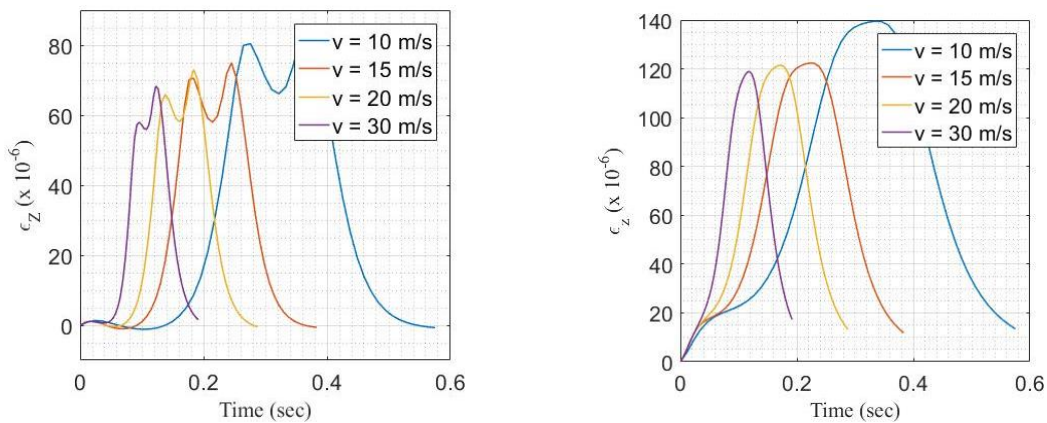 80
60
40
20
0
0
0.2
0.4
0.6
Time (sec)
ϵZ (x 10-6)
v = 10 m/s
v = 15 m/s
v = 20 m/s
v = 30 m/s
140
120
100
80
60
40
20
0
0
0.2
0.4
0.6
Time (sec)
ϵz (x 10-6)
v = 10 m/s
v = 15 m/s
v = 20 m/s
v = 30 m/s